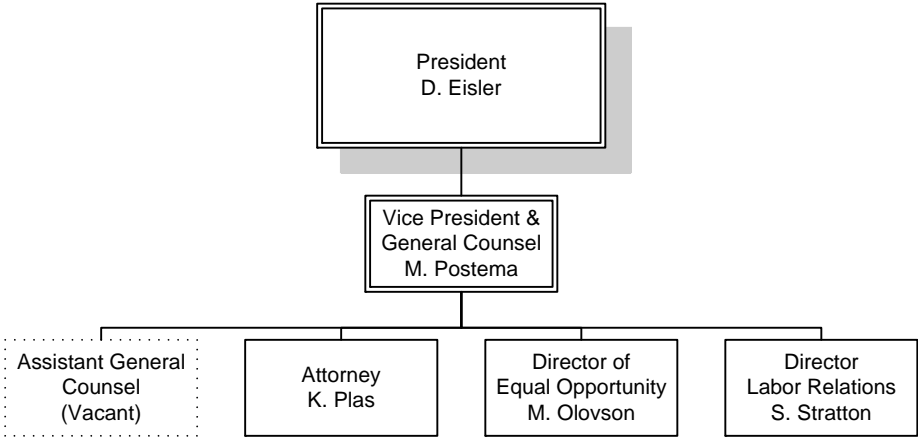 President
D. Eisler
Vice President &
General Counsel
M. Postema
Assistant General
Counsel
(Vacant)
Attorney
K. Plas
Director of
Equal Opportunity
M. Olovson
Director
Labor Relations
S. Stratton